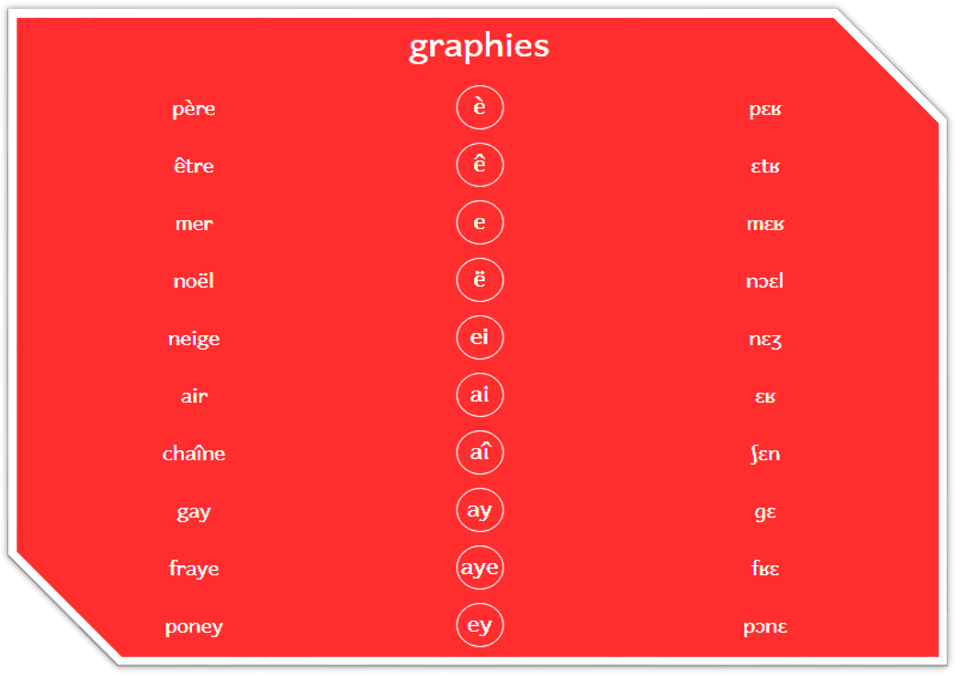 graphies
père è pɛʁ
être ê ɛtʁ
mer e mɛʁ
noël ë nɔɛl
neige ei nɛʒ
air ai ɛʁ
chaîne aî ʃɛn
gay ay gɛ
fraye aye fʁɛ
poney ey pɔnɛ